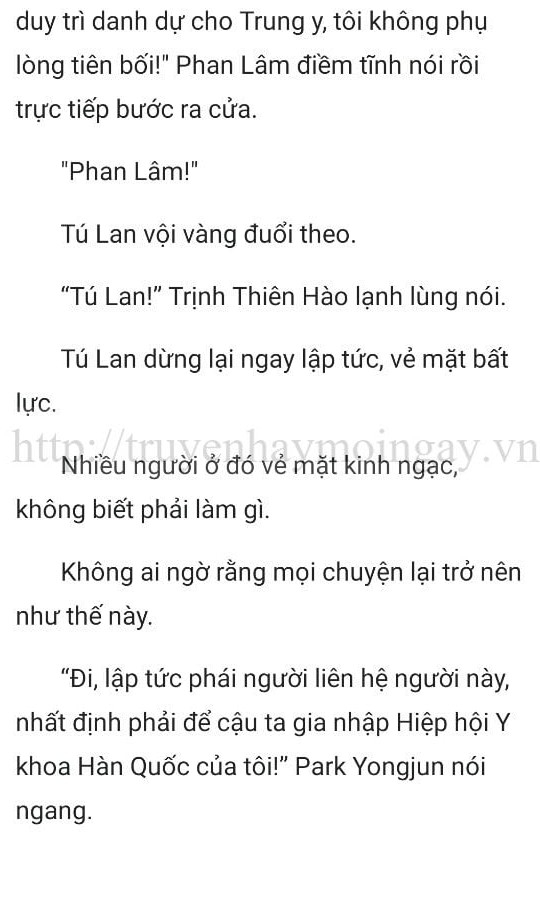 duy trì danh dự cho Trung y, tôi không phụ
lòng tiên bối!" Phan Lâm điềm tĩnh nói rồi
trực tiếp bước ra cửa.
"Phan Lâm!"
Tú Lan vội vàng đuổi theo.
“Tú Lan!” Trịnh Thiên Hào lạnh lùng nói.
Tú Lan dừng lại ngay lập tức, vẻ mặt bất
lực.
http://truyenhaymoingay.vn
Nhiều người ở đó vẻ mặt kinh ngạc,
không biết phải làm gì.
Không ai ngờ rằng mọi chuyện lại trở nên
như thế này.
“Đi, lập tức phái người liên hệ người này,
nhất định phải để cậu ta gia nhập Hiệp hội Y
khoa Hàn Quốc của tôi!” Park Yongjun nói
ngang.